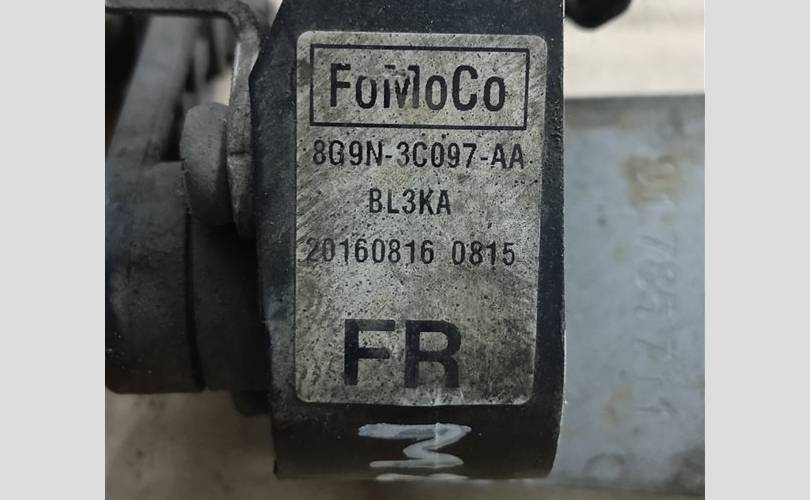 FoMoCo
8G9N-3C097-AA
BL3KA
20160816 0815
FR